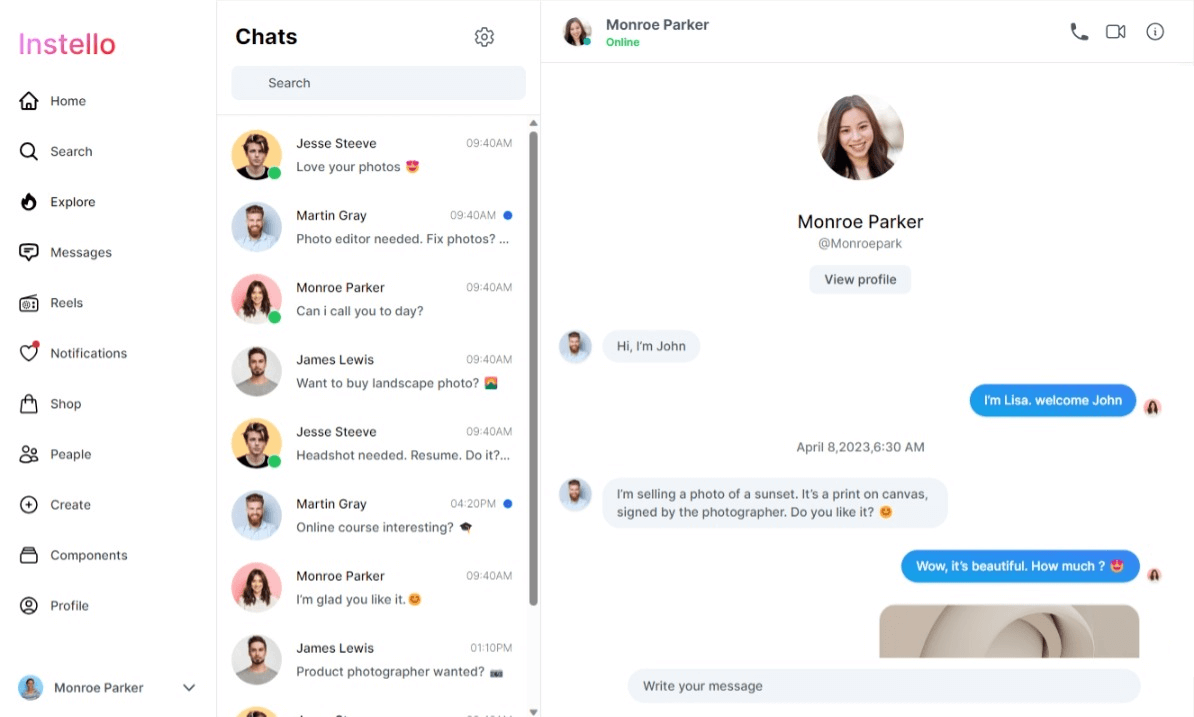 Instello
Home
Search
Explore
Messages
Reels
Notifications
Shop
Peaple
Create
Components
Profile
Monroe Parker
Chats
Search
Jesse Steeve 09:40AM
Love your photos 😍
Martin Gray 09:40AM
Photo editor needed. Fix photos? ...
Monroe Parker 09:40AM
Can i call you to day?
James Lewis 09:40AM
Want to buy landscape photo? 🌄
Jesse Steeve 09:40AM
Headshot needed. Resume. Do it?...
Martin Gray 04:20PM
Online course interesting? 🎓
Monroe Parker 09:40AM
I'm glad you like it.😊
James Lewis 01:10PM
Product photographer wanted? 📷
Monroe Parker
Online
Monroe Parker
@Monroepark
View profile
Hi, I'm John
I'm Lisa. welcome John
April 8,2023,6:30 AM
I'm selling a photo of a sunset. It's a print on canvas,
signed by the photographer. Do you like it? 😊
Wow, it's beautiful. How much ? 😍
Write your message